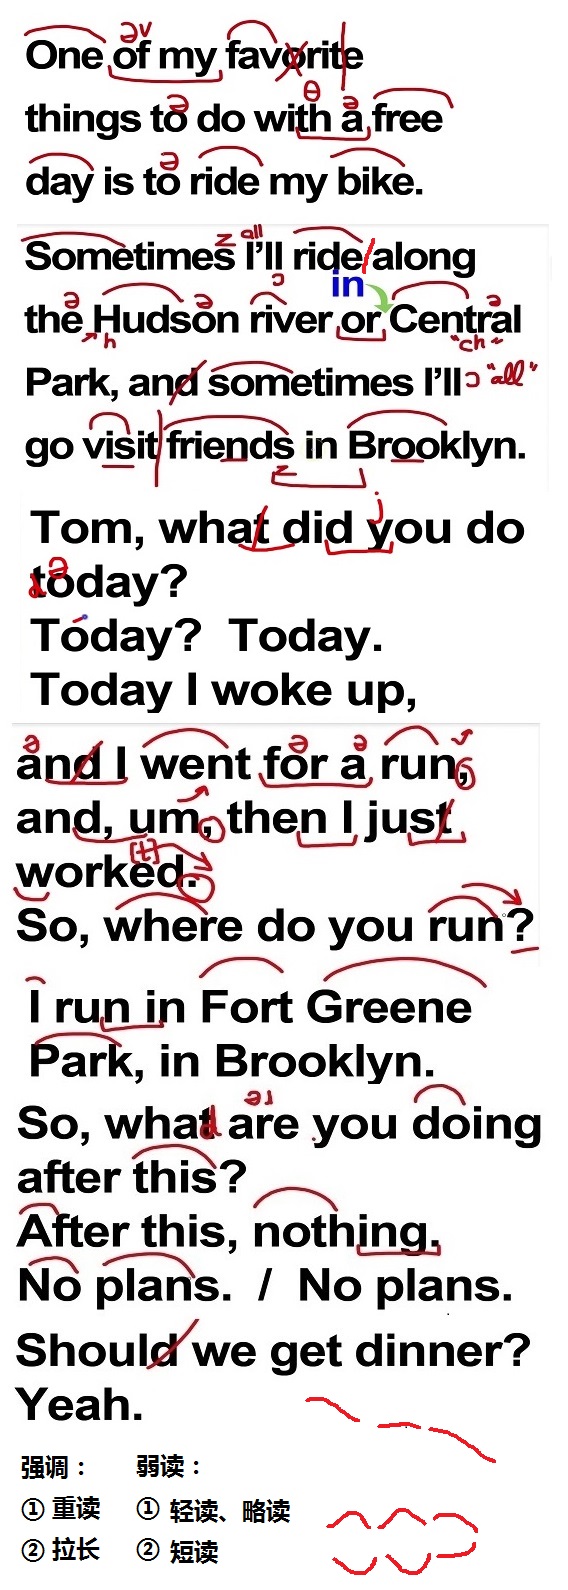 əv
One of my favorite
θ
ə ə
things to do with a free
ə
day is to ride my bike.
z all
Sometimes I'll ride/along
ɔ
in
ə ə ə
the Hudson river or Central
h "ch"
Park, and sometimes I'll ɔ "all"
go visit friends in Brooklyn.
z
j
Tom, what did you do
d ə
today?
Today? Today.
Today I woke up,
ə ə ə
and I went for a run,
and, um, then I just
[t]
worked.
So, where do you run?
I run in Fort Greene
Park, in Brooklyn.
ər
So, what d are you doing
after this?
After this, nothing.
No plans. / No plans.
Should we get dinner?
Yeah.
强调： 弱读：
① 重读 ① 轻读、略读
② 拉长 ② 短读